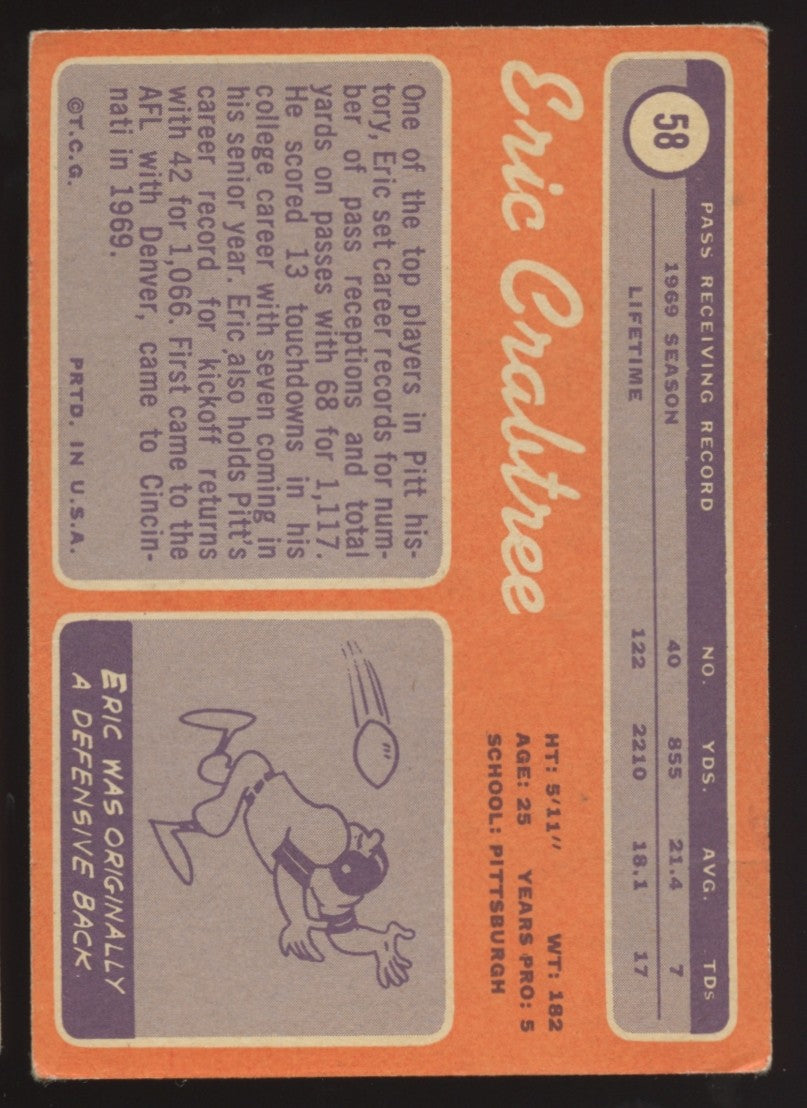 58
PASS RECEIVING RECORD NO. YDS. AVG. TDs
1969 SEASON 40 855 21.4 7
LIFETIME 122 2210 18.1 17
Eric Crabtree
HT: 5'11" WT: 182
AGE: 25 YEARS PRO: 5
SCHOOL: PITTSBURGH
One of the top players in Pitt his-
tory, Eric set career records for num-
ber of pass receptions and total
yards on passes with 68 for 1,117.
He scored 13 touchdowns in his
college career with seven coming in
his senior year. Eric also holds Pitt's
career record for kickoff returns
with 42 for 1,066. First came to the
AFL with Denver, came to Cincin-
nati in 1969.
©T.C.G. PRTD. IN U.S.A.
ERIC WAS ORIGINALLY
A DEFENSIVE BACK.